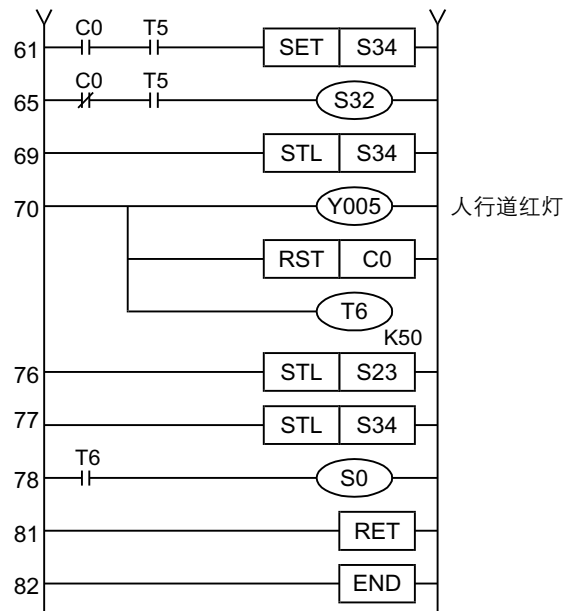 C0 T5
61 SET S34
C0 T5
65 S32
69 STL S34
70 Y005 人行道红灯
RST C0
T6
K50
76 STL S23
77 STL S34
T6
78 S0
81 RET
82 END